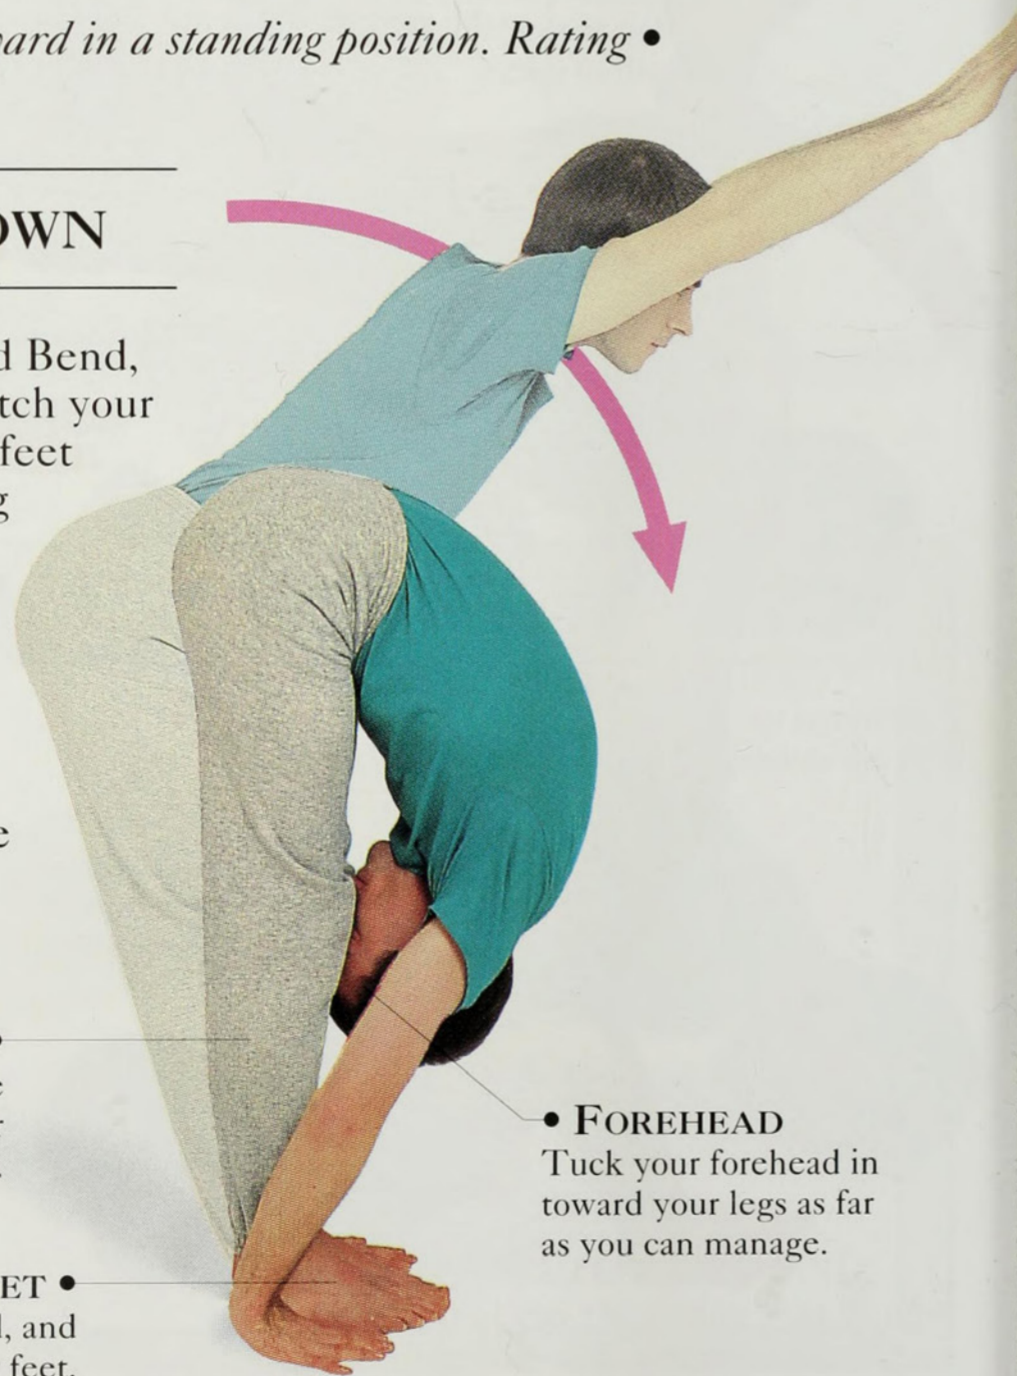 ard in a standing position. Rating •
OWN
d Bend,
tch your
feet
g
e
e
• FOREHEAD
Tuck your forehead in
toward your legs as far
as you can manage.
ET •
l, and
feet.